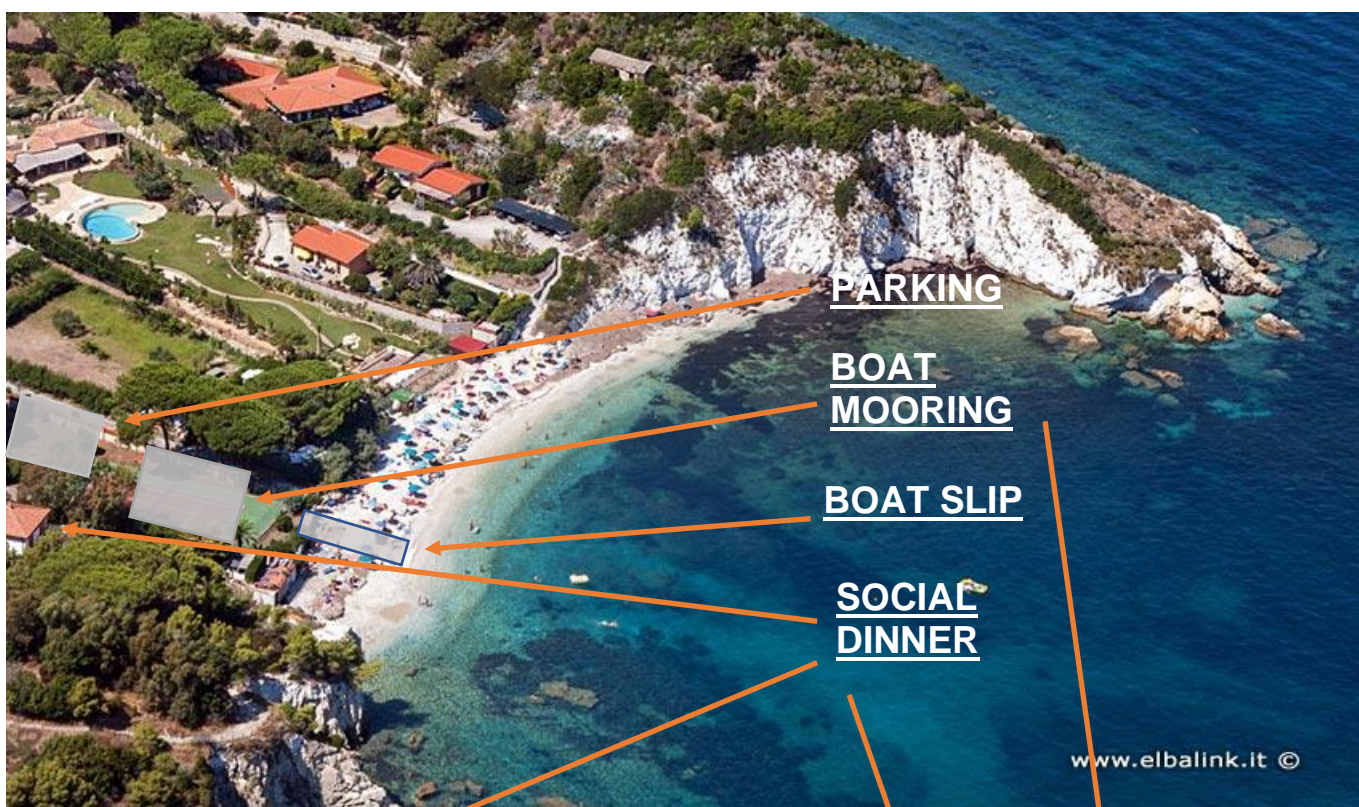 PARKING
BOAT
MOORING
BOAT SLIP
SOCIAL
DINNER
www.elbalink.it ©